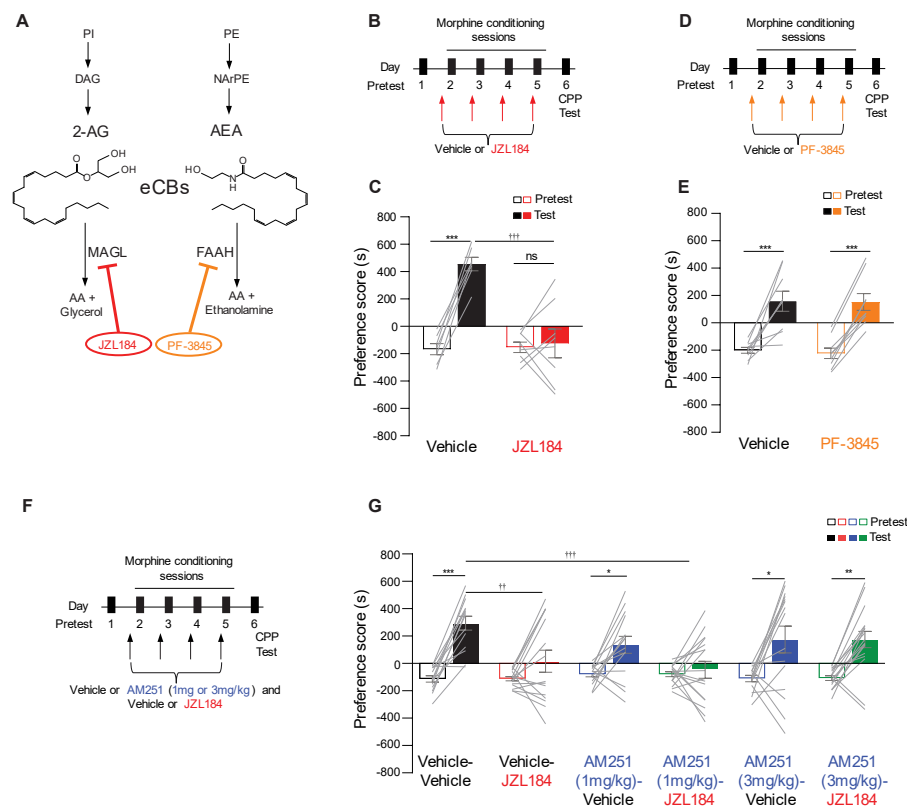 A
PI
PE
DAG
NArPE
2-AG
AEA
O
OH
O
OH
HO
N
H
O
eCBs
MAGL
FAAH
AA +
Glycerol
AA +
Ethanolamine
JZL184
PF-3845
B
Morphine conditioning
sessions
Day
Pretest
1 2 3 4 5 6
CPP
Test
Vehicle or JZL184
C
Pretest
Test
Preference score (s)
800
600
400
200
0
-200
-400
-600
-800
***
†††
ns
Vehicle
JZL184
D
Morphine conditioning
sessions
Day
Pretest
1 2 3 4 5 6
CPP
Test
Vehicle or PF-3845
E
Pretest
Test
Preference score (s)
800
600
400
200
0
-200
-400
-600
-800
***
***
Vehicle
PF-3845
F
Morphine conditioning
sessions
Day
Pretest
1 2 3 4 5 6
CPP
Test
Vehicle or AM251 (1mg or 3mg/kg) and
Vehicle or JZL184
G
Pretest
Test
Preference score (s)
800
600
400
200
0
-200
-400
-600
-800
***
†††
††
*
*
**
Vehicle-
Vehicle
Vehicle-
JZL184
AM251
(1mg/kg)-
Vehicle
AM251
(1mg/kg)-
JZL184
AM251
(3mg/kg)-
Vehicle
AM251
(3mg/kg)-
JZL184